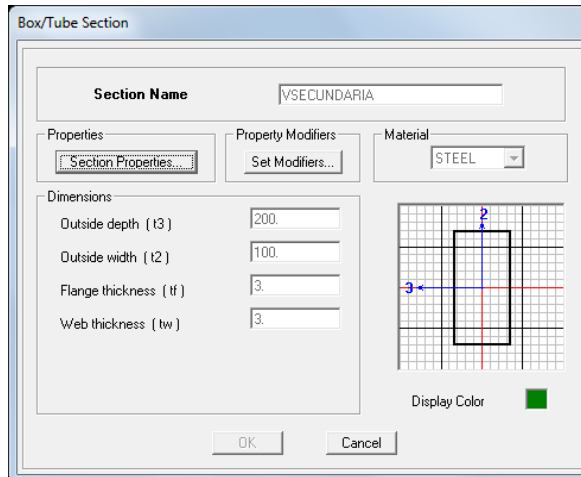 Box/Tube Section
Section Name VSECUNDARIA
Properties Property Modifiers Material
Section Properties... Set Modifiers... STEEL
Dimensions
Outside depth ( t3 ) 200.
Outside width ( t2 ) 100.
Flange thickness ( tf ) 3.
Web thickness ( tw ) 3.
2
3
Display Color
OK Cancel